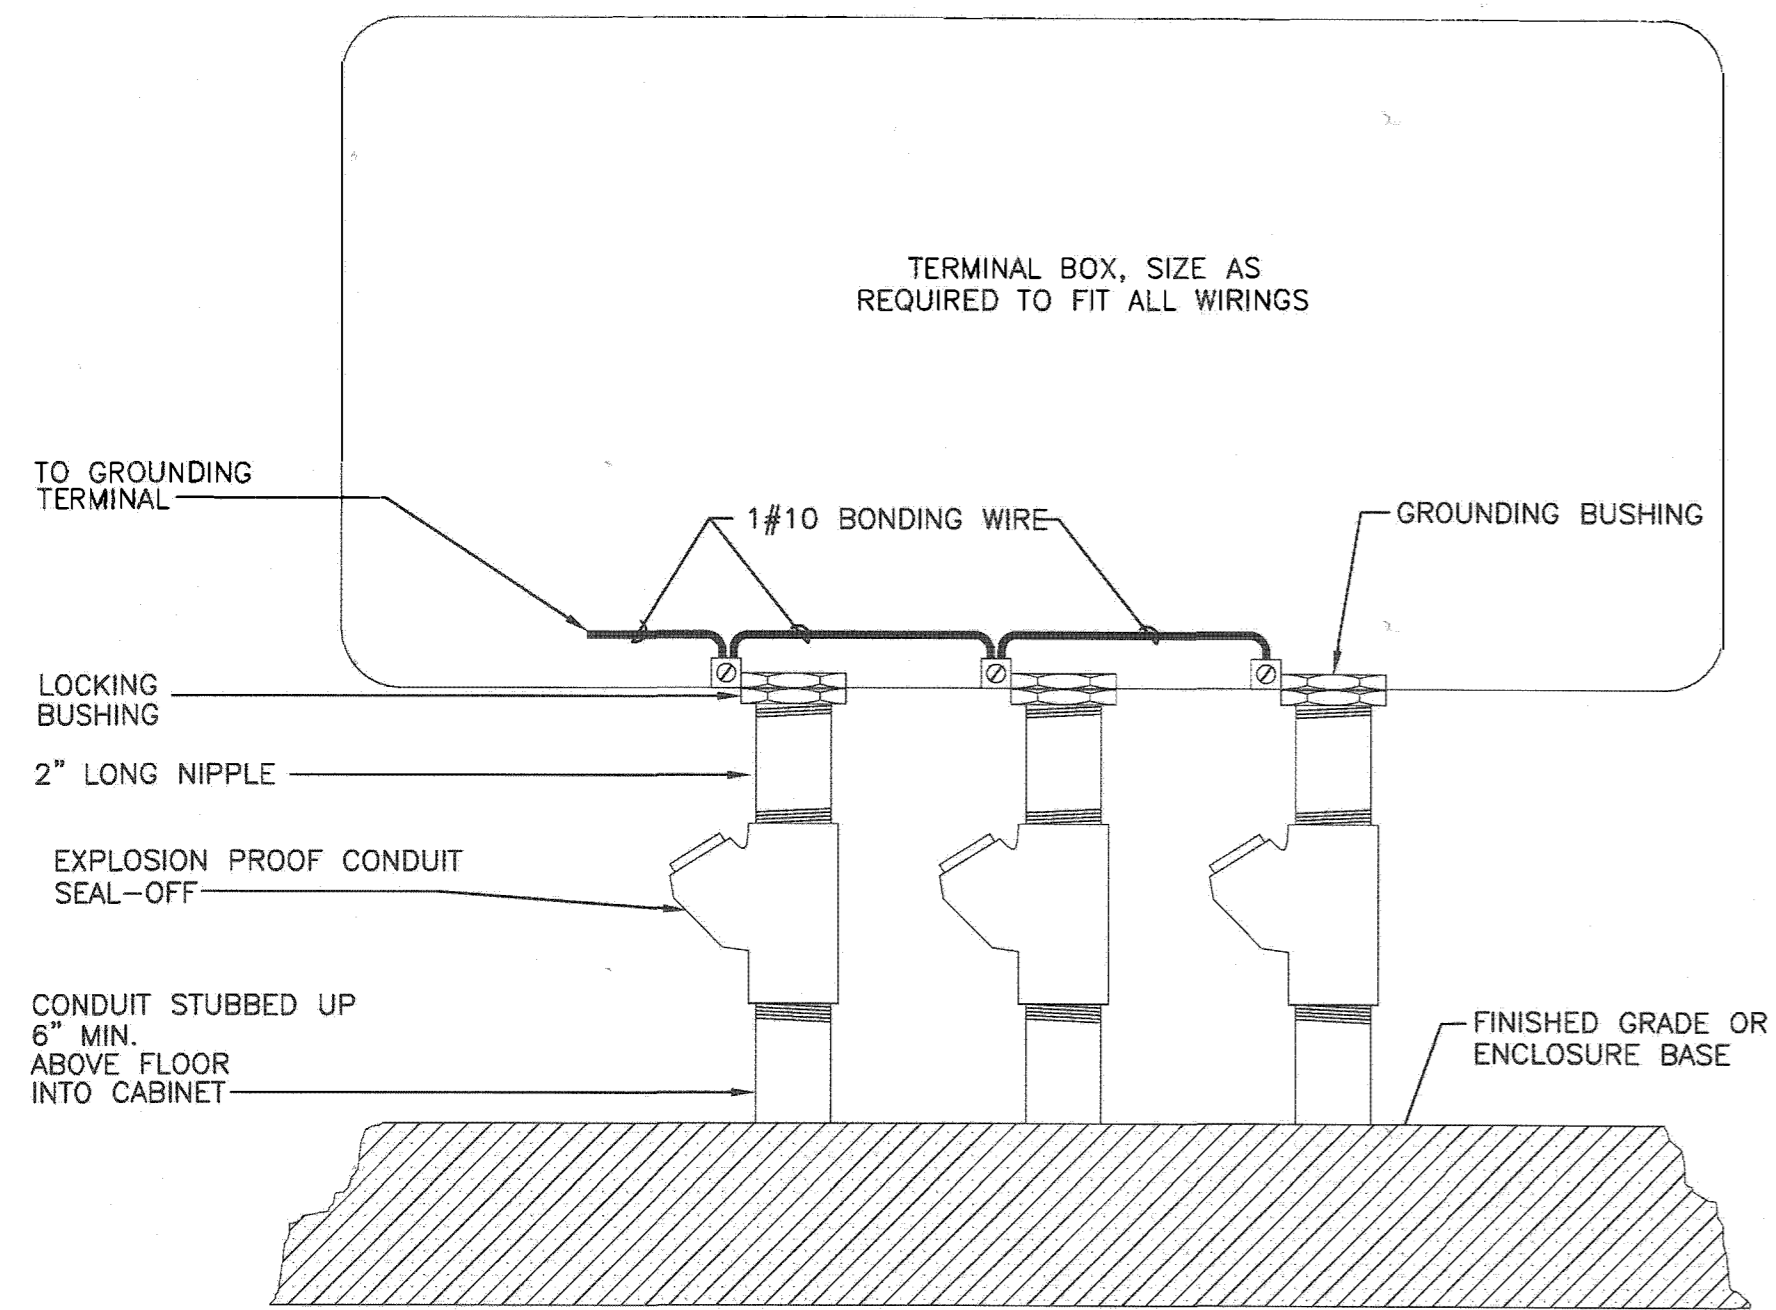 TERMINAL BOX, SIZE AS
REQUIRED TO FIT ALL WIRINGS
TO GROUNDING
TERMINAL
1#10 BONDING WIRE
GROUNDING BUSHING
LOCKING
BUSHING
2" LONG NIPPLE
EXPLOSION PROOF CONDUIT
SEAL-OFF
CONDUIT STUBBED UP
6" MIN.
ABOVE FLOOR
INTO CABINET
FINISHED GRADE OR
ENCLOSURE BASE